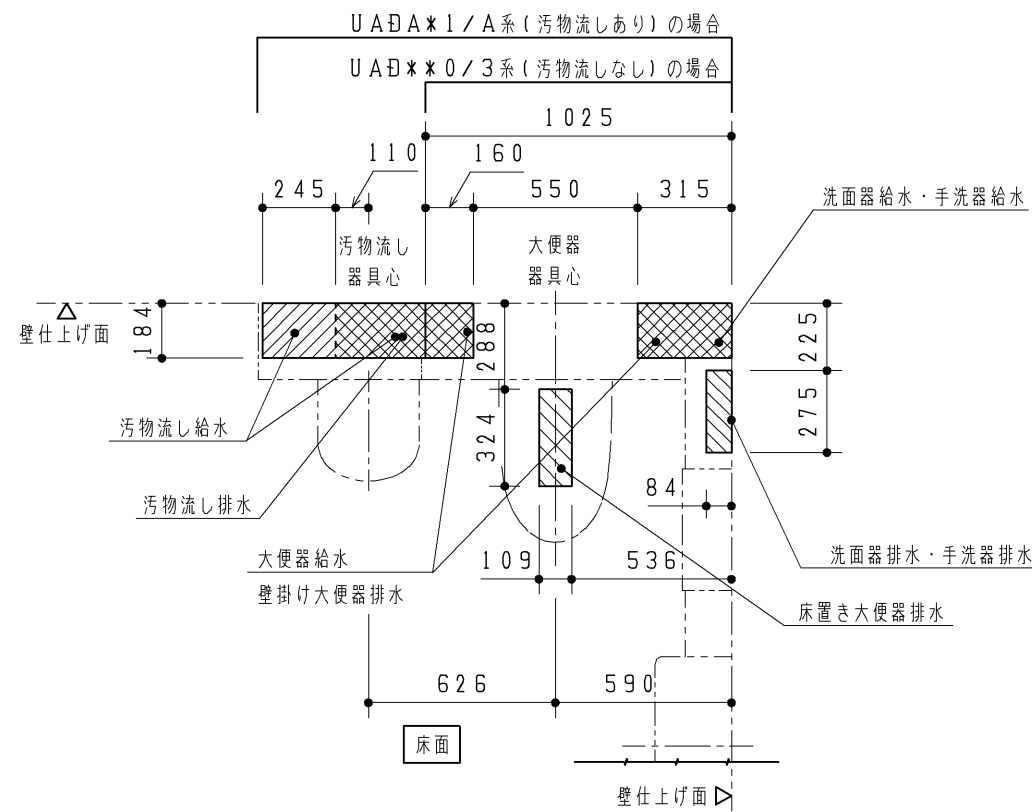 UADA*1/A系(汚物流しあり)の場合
UAD**0/3系(汚物流しなし)の場合
1025
110
160
245
550
315
洗面器給水・手洗器給水
汚物流し
器具心
大便器
器具心
壁仕上げ面
184
288
225
324
275
汚物流し給水
84
汚物流し排水
大便器給水
壁掛け大便器排水
109
536
洗面器排水・手洗器排水
床置き大便器排水
626
590
床面
壁仕上げ面